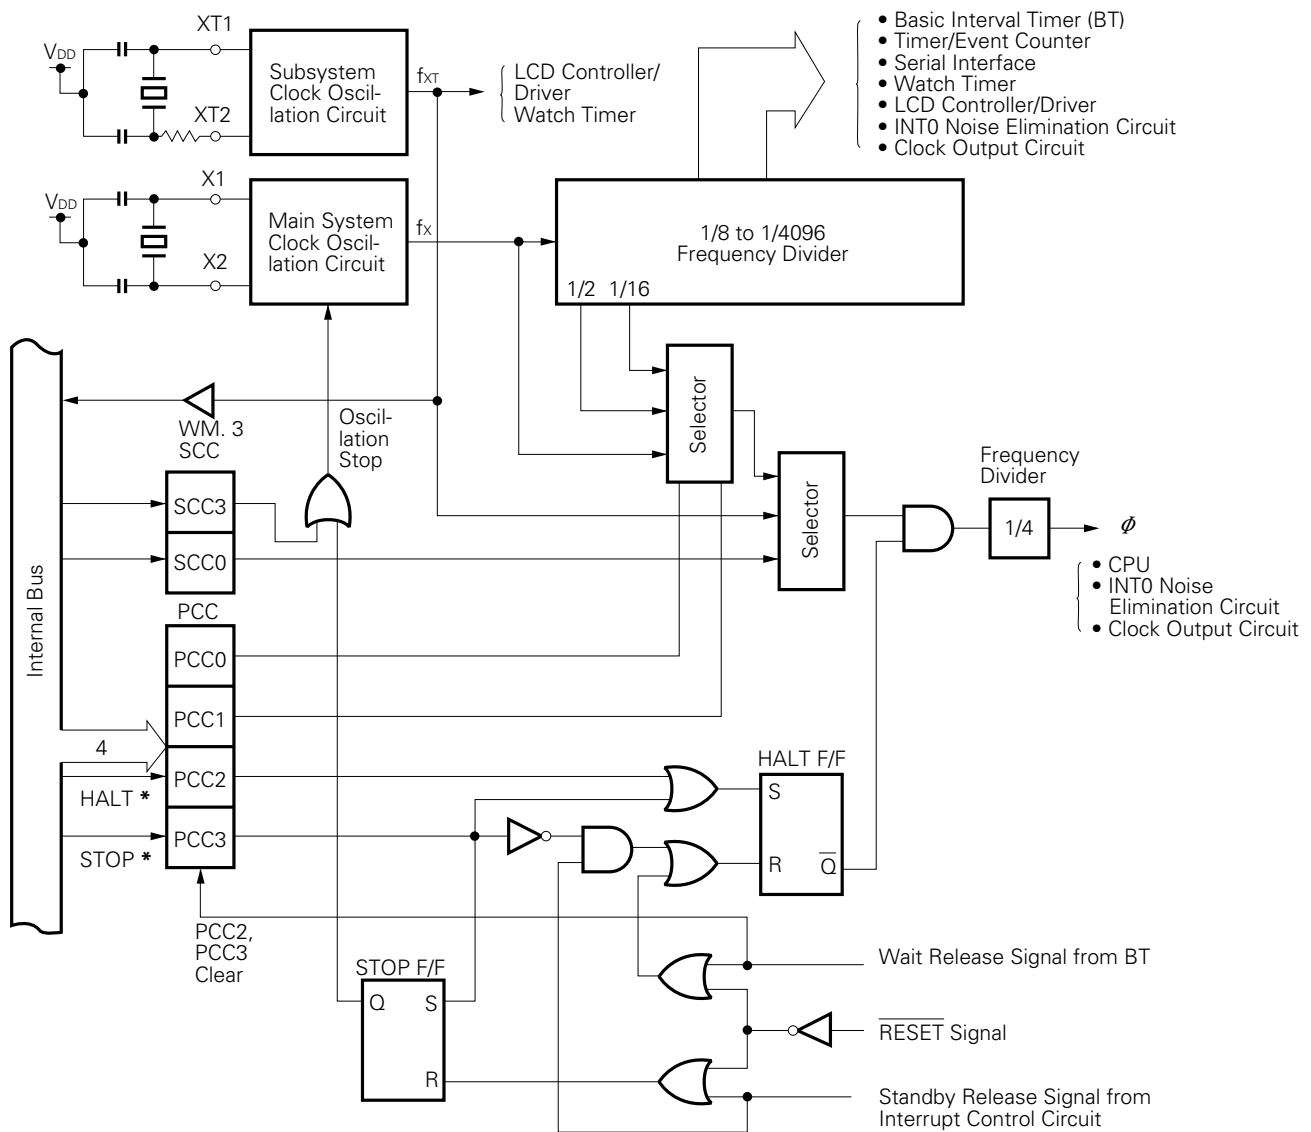 XT1
VDD
XT2
Subsystem
Clock Oscil-
lation Circuit
fXT
LCD Controller/
Driver
Watch Timer
• Basic Interval Timer (BT)
• Timer/Event Counter
• Serial Interface
• Watch Timer
• LCD Controller/Driver
• INT0 Noise Elimination Circuit
• Clock Output Circuit
X1
VDD
X2
Main System
Clock Oscil-
lation Circuit
fX
1/8 to 1/4096
Frequency Divider
1/2 1/16
WM. 3
SCC
Oscil-
lation
Stop
Selector
Selector
Frequency
Divider
1/4
Φ
• CPU
• INT0 Noise
Elimination Circuit
• Clock Output Circuit
Internal Bus
SCC3
SCC0
PCC
PCC0
PCC1
PCC2
PCC3
4
HALT *
STOP *
PCC2,
PCC3
Clear
HALT F/F
S
R
Q̅
STOP F/F
Q
S
R
Wait Release Signal from BT
R̅E̅S̅E̅T̅ Signal
Standby Release Signal from
Interrupt Control Circuit